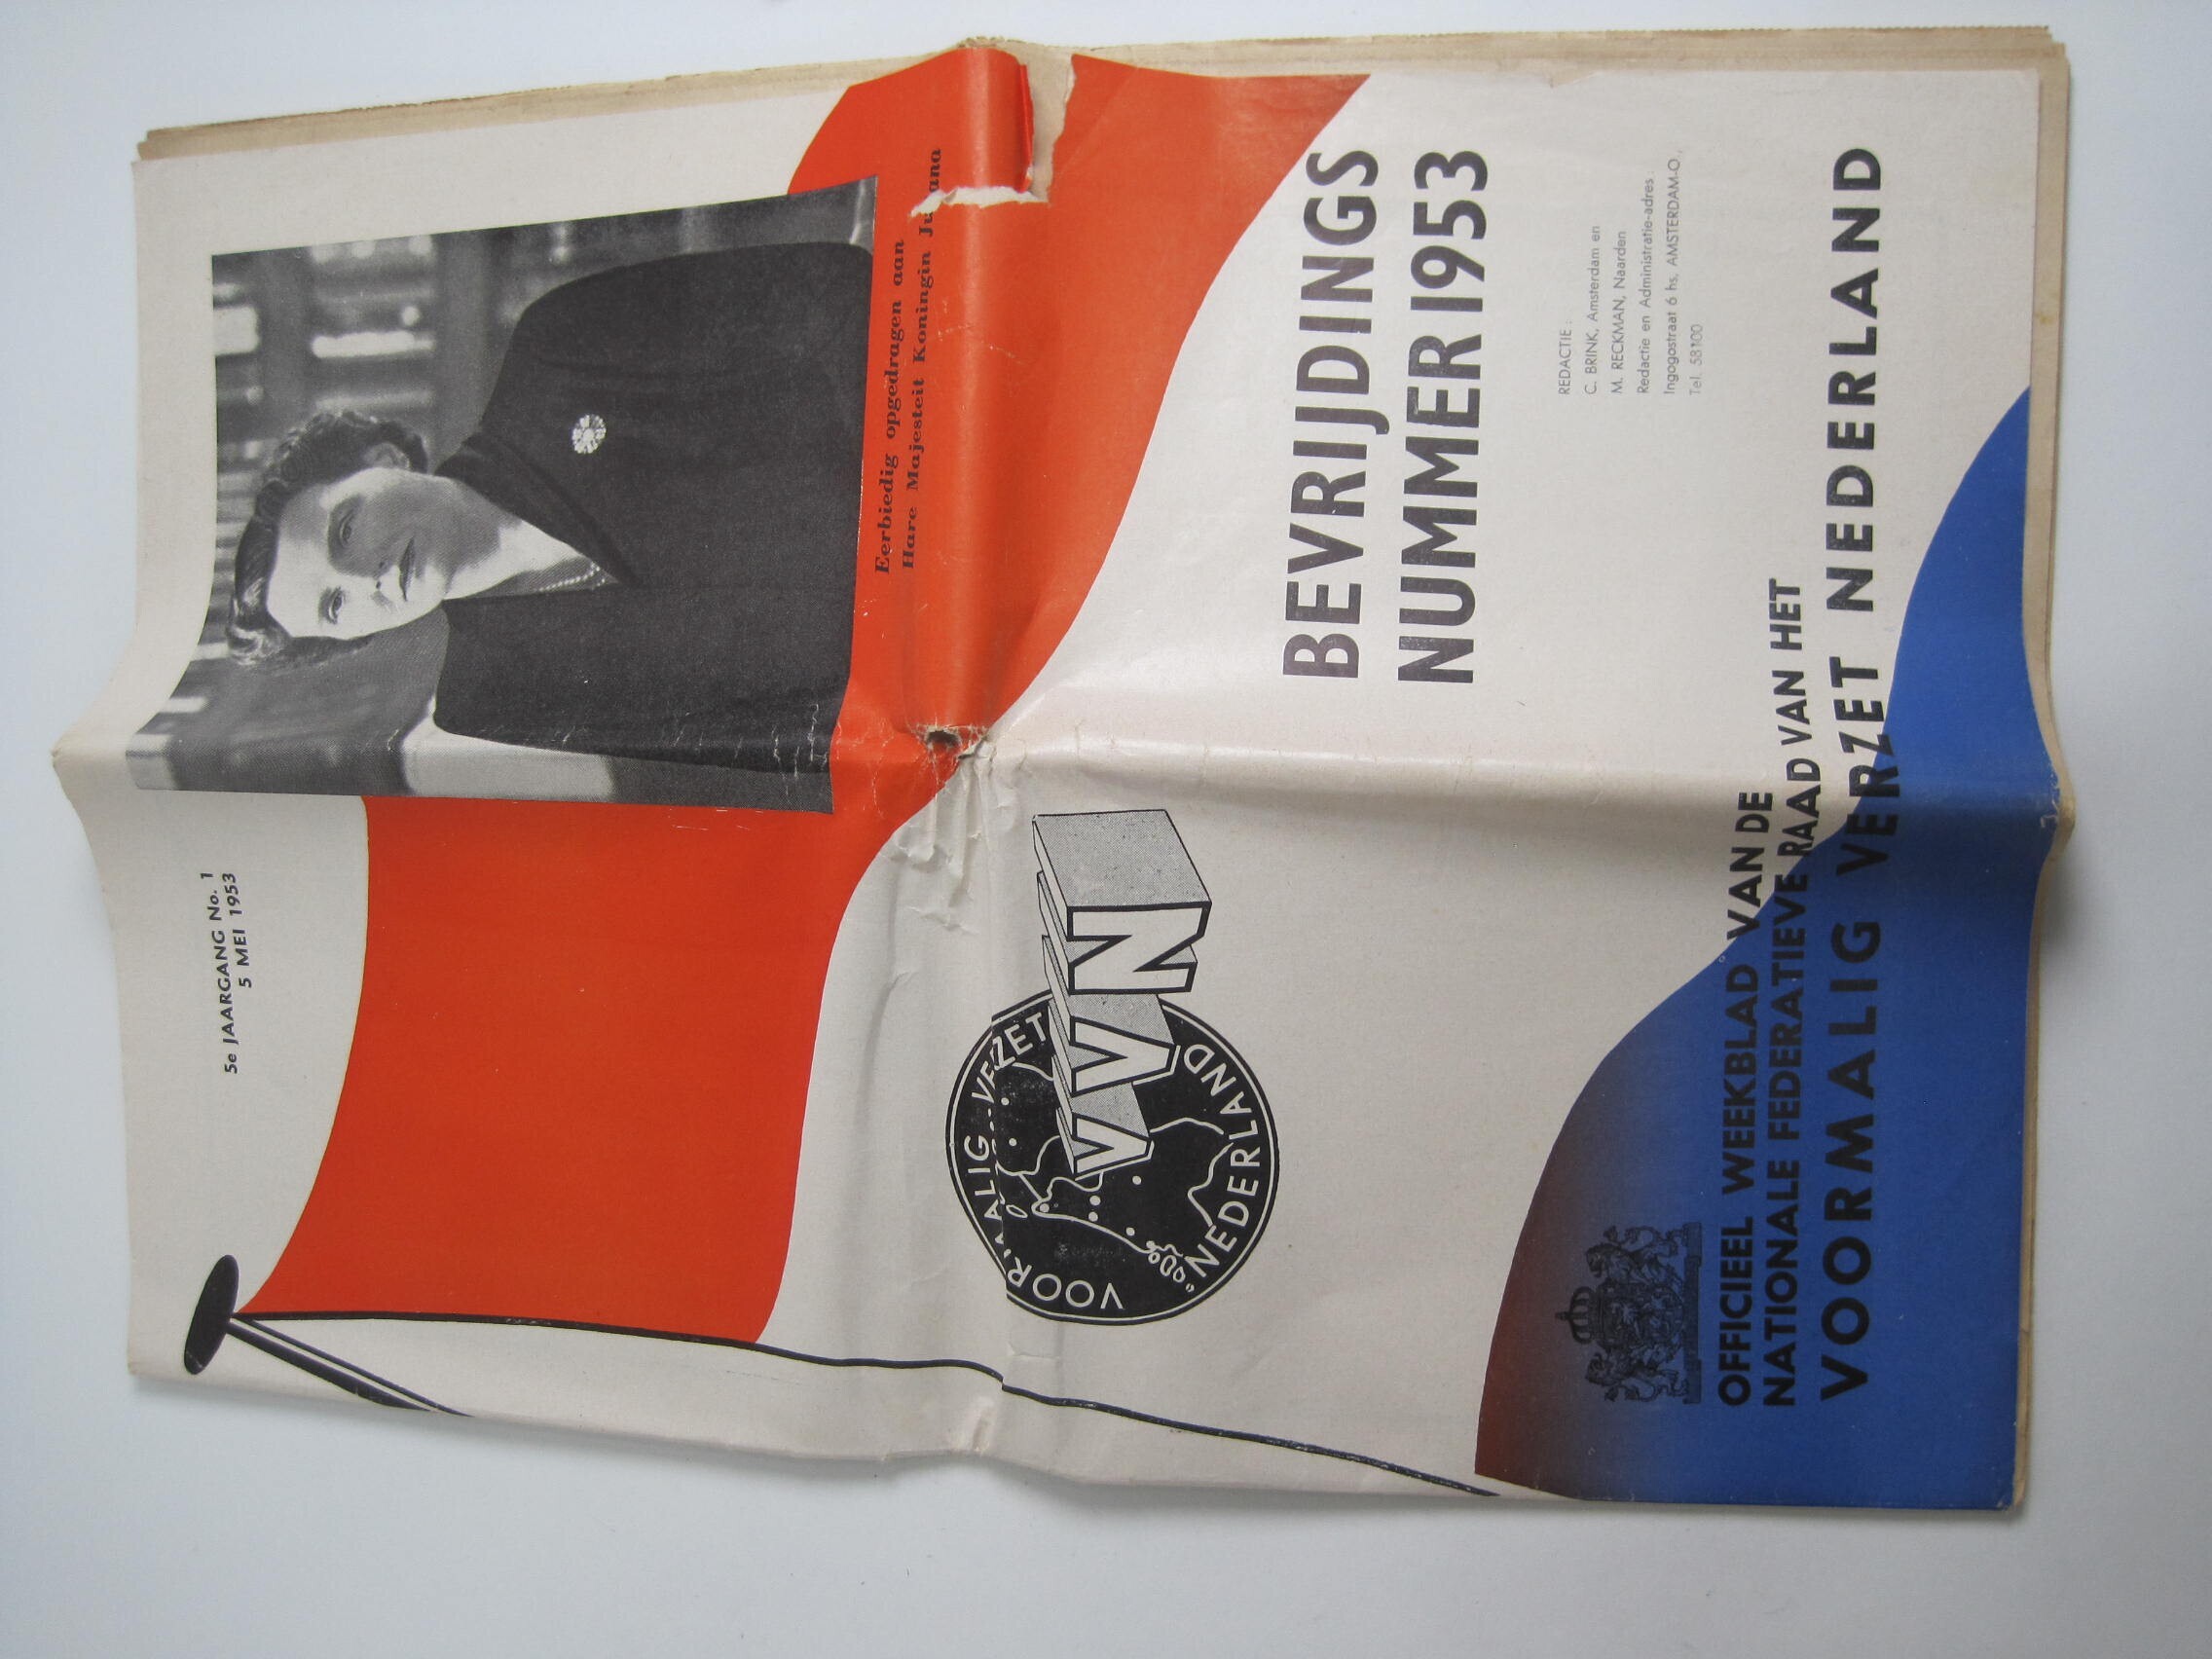 5e JAARGANG No. 1
5 MEI 1953
Eerbiedig opgedragen aan
Hare Majesteit Koningin Juliana
VOORMALIG VERZET
NEDERLAND
VVN
BEVRIJDINGS
NUMMER 1953
REDACTIE:
C. BRINK, Amsterdam en
M. RECKMAN, Naarden
Redactie en Administratie-adres
Ingogostraat 6 hs, AMSTERDAM-O.,
Tel. 58100
OFFICIEEL WEEKBLAD VAN DE
NATIONALE FEDERATIEVE RAAD VAN HET
VOORMALIG VERZET NEDERLAND